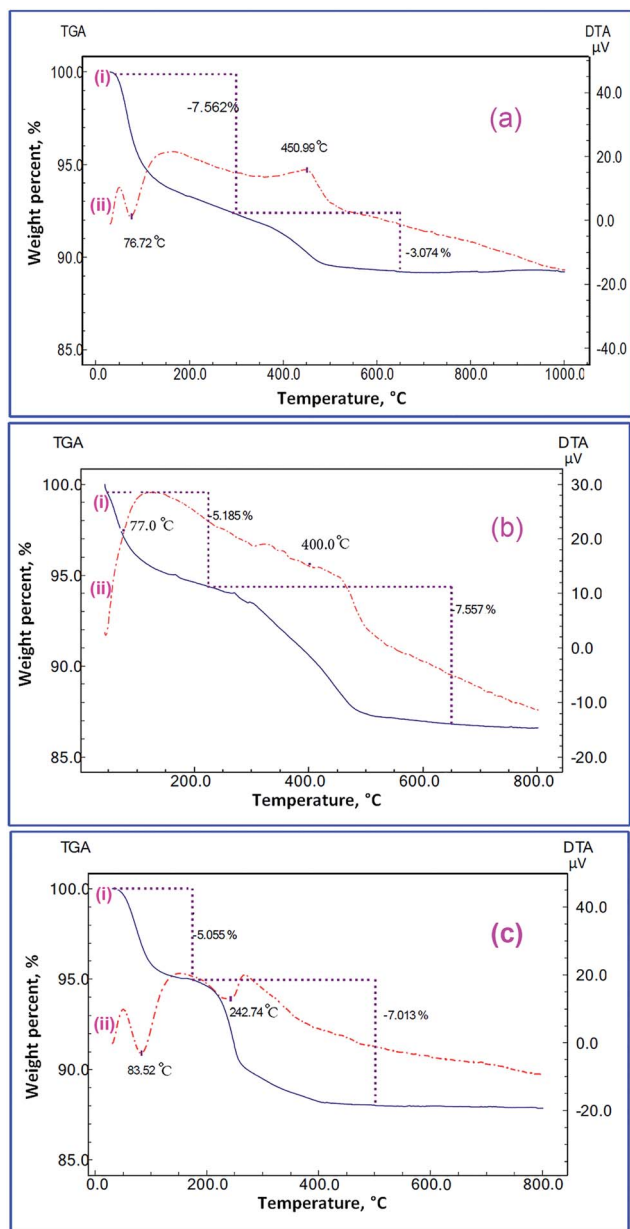 TGA
DTA
µV
100.0
(i)
40.0
-7.562%
(a)
95.0
450.99°C
20.0
(ii)
76.72°C
0.0
90.0
-3.074 %
-20.0
85.0
-40.0
Weight percent, %
0.0 200.0 400.0 600.0 800.0 1000.0
Temperature, °C
TGA
DTA
µV
100.0
30.0
(i)
-5.185 %
(b)
77.0 °C
20.0
400.0°C
95.0
(ii)
10.0
-7.557 %
0.0
90.0
-10.0
85.0
-20.0
Weight percent, %
200.0 400.0 600.0 800.0
Temperature, °C
TGA
DTA
µV
100.0
(i)
40.0
-5.055 %
(c)
95.0
20.0
242.74°C
-7.013 %
(ii)
0.0
83.52°C
90.0
-20.0
85.0
Weight percent, %
0.0 200.0 400.0 600.0 800.0
Temperature, °C